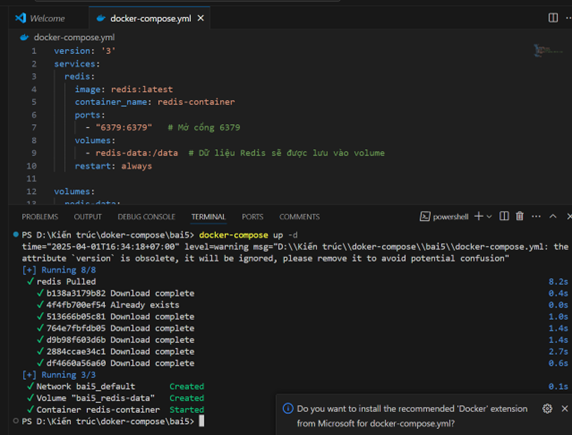 Welcome
docker-compose.yml
docker-compose.yml
1 version: '3'
2 services:
3 redis:
4 image: redis:latest
5 container_name: redis-container
6 ports:
7 - "6379:6379" # Mở cổng 6379
8 volumes:
9 - redis-data:/data # Dữ liệu Redis sẽ được lưu vào volume
10 restart: always
11
12 volumes:
PROBLEMS OUTPUT DEBUG CONSOLE TERMINAL PORTS COMMENTS powershell
PS D:\Kiến trúc\doker-compose\bai5> docker-compose up -d
time="2025-04-01T16:34:18+07:00" level=warning msg="D:\\Kiến trúc\\doker-compose\\bai5\\docker-compose.yml: the
attribute `version` is obsolete, it will be ignored, please remove it to avoid potential confusion"
[+] Running 8/8
✔ redis Pulled 8.2s
✔ b138a3179b82 Download complete 0.4s
✔ 4f4fb700ef54 Already exists 0.0s
✔ 513666b05c81 Download complete 1.0s
✔ 764e7fbfdb05 Download complete 1.4s
✔ d9b98f603d6b Download complete 1.4s
✔ 2884ccae34c1 Download complete 2.7s
✔ df4660a56a60 Download complete 0.6s
[+] Running 3/3
✔ Network bai5_default Created 0.1s
✔ Volume "bai5_redis-data" Created
✔ Container redis-container Started
PS D:\Kiến trúc\doker-compose\bai5>
Do you want to install the recommended 'Docker' extension
from Microsoft for docker-compose.yml?